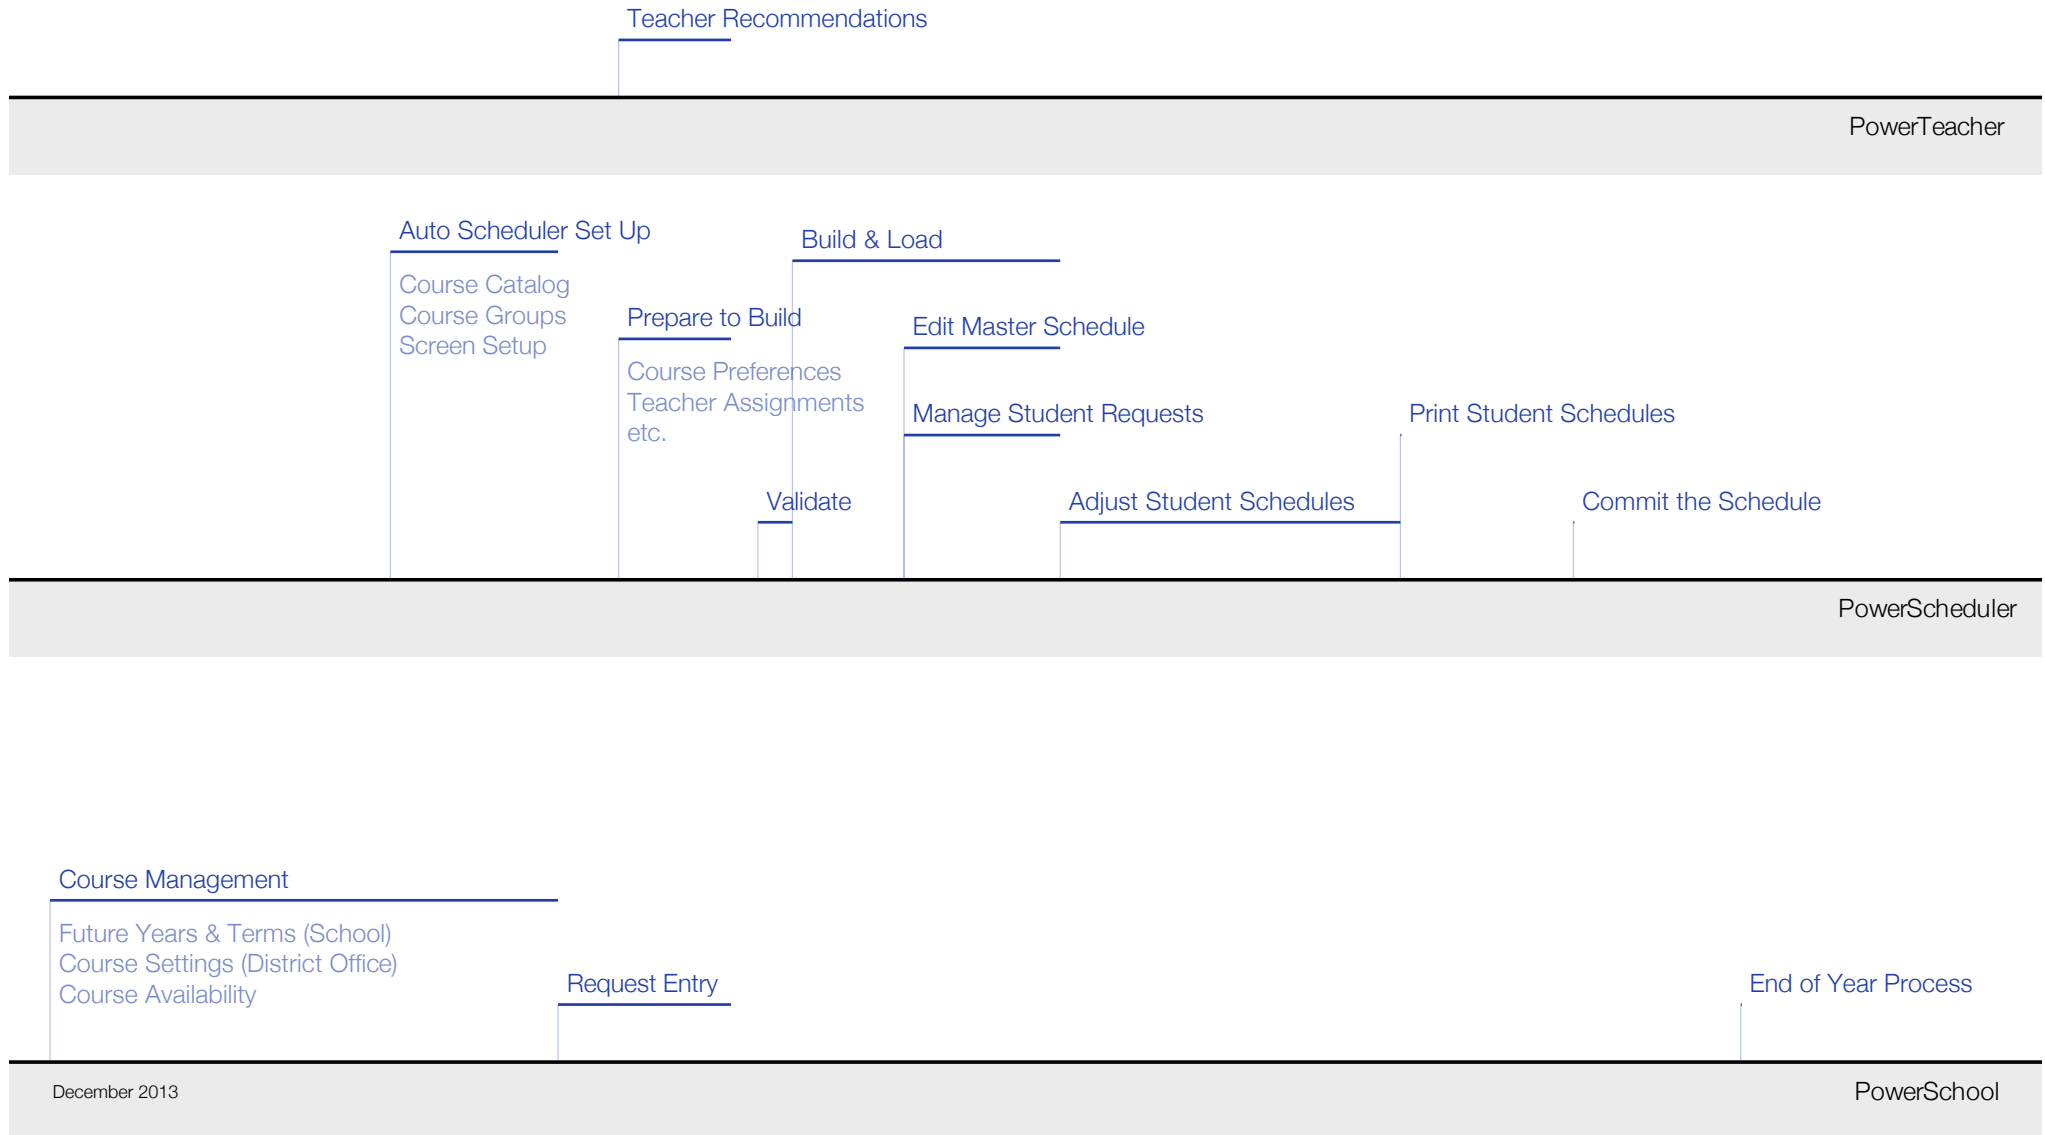 Teacher Recommendations
PowerTeacher
Auto Scheduler Set Up
Course Catalog
Course Groups
Screen Setup
Prepare to Build
Course Preferences
Teacher Assignments
etc.
Validate
Build & Load
Edit Master Schedule
Manage Student Requests
Adjust Student Schedules
Print Student Schedules
Commit the Schedule
PowerScheduler
Course Management
Future Years & Terms (School)
Course Settings (District Office)
Course Availability
Request Entry
End of Year Process
December 2013
PowerSchool